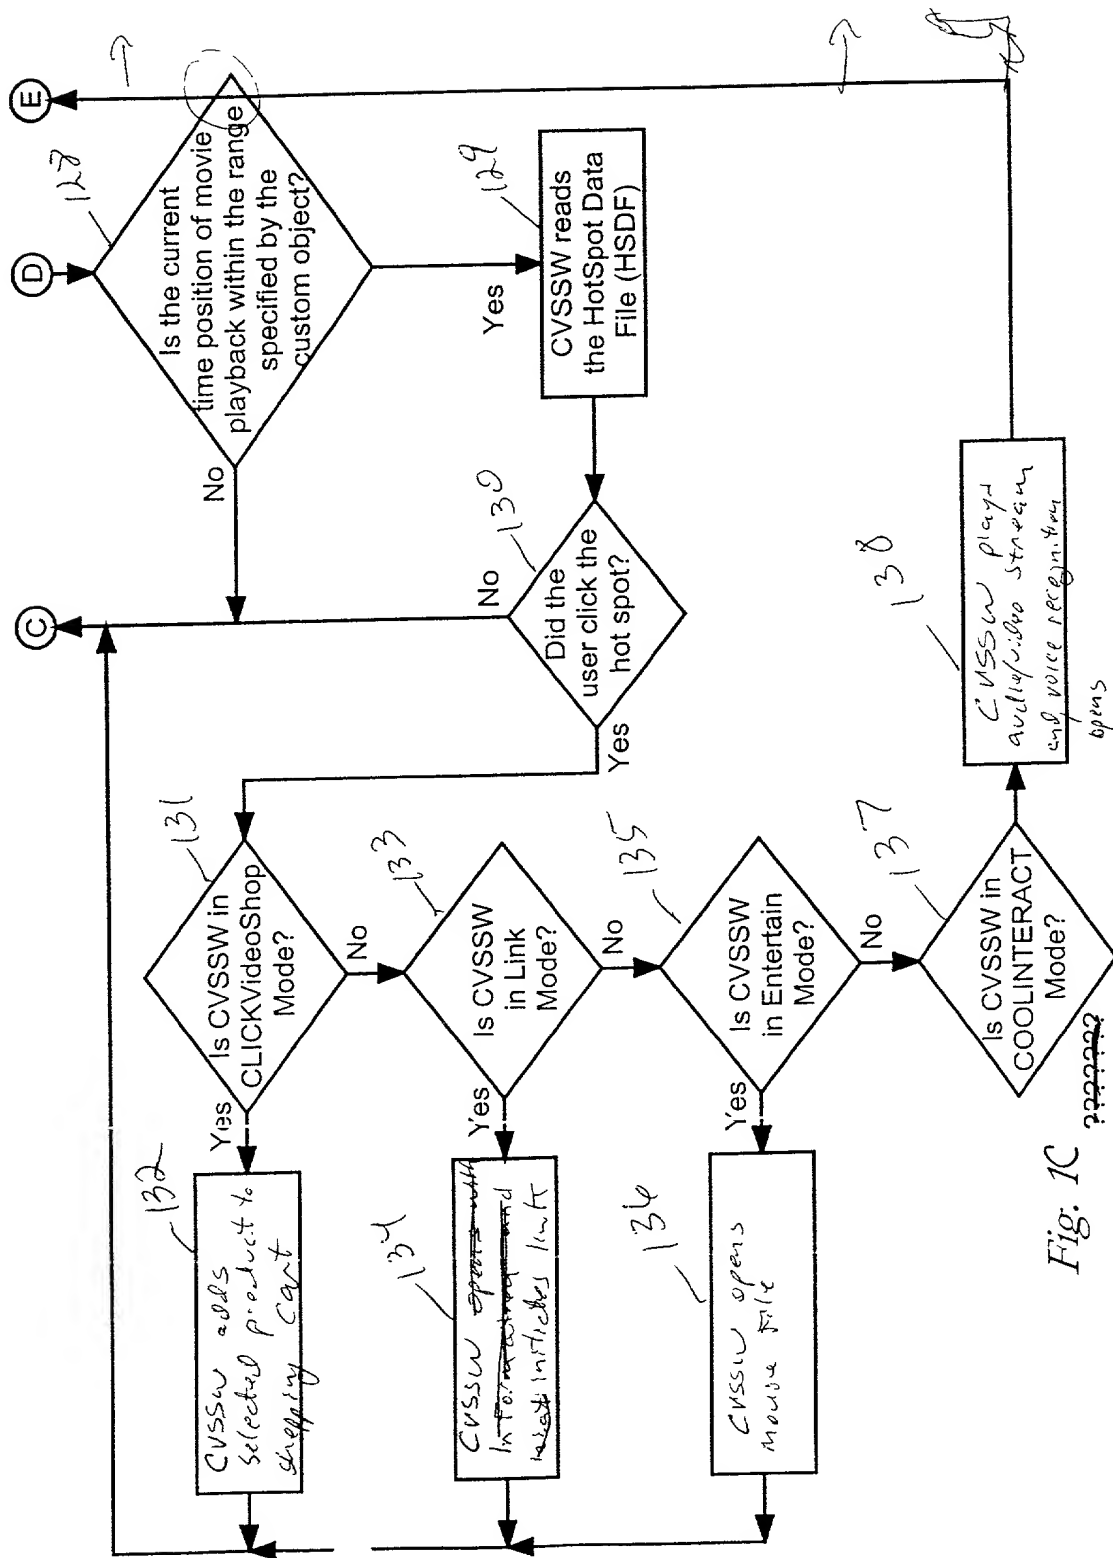 D
E
128
Is the current
time position of movie
playback within the range
specified by the
custom object?
No
Yes
129
CVSSW reads
the HotSpot Data
File (HSDF)
C
130
Did the
user click the
hot spot?
No
Yes
131
Is CVSSW in
CLICKVideoShop
Mode?
Yes
No
132
CVSSW adds
selected product to
shopping cart
133
Is CVSSW
in Link
Mode?
Yes
No
134
CVSSW opens with
Information and
initiates link
135
Is CVSSW
in Entertain
Mode?
Yes
No
136
CVSSW opens
movie File
137
Is CVSSW in
COOLINTERACT
Mode?
????????
138
CVSSW plays
audio/video stream
and voice recognition
opens
Fig. 1C